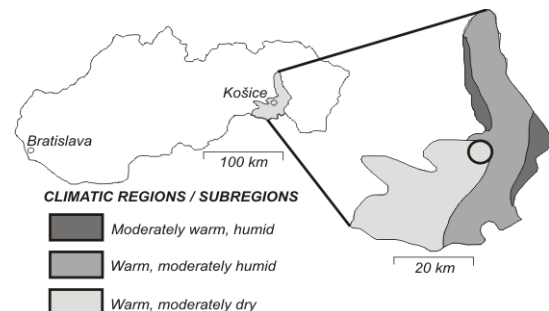 Košice
Bratislava
100 km
CLIMATIC REGIONS / SUBREGIONS
Moderately warm, humid
Warm, moderately humid
20 km
Warm, moderately dry